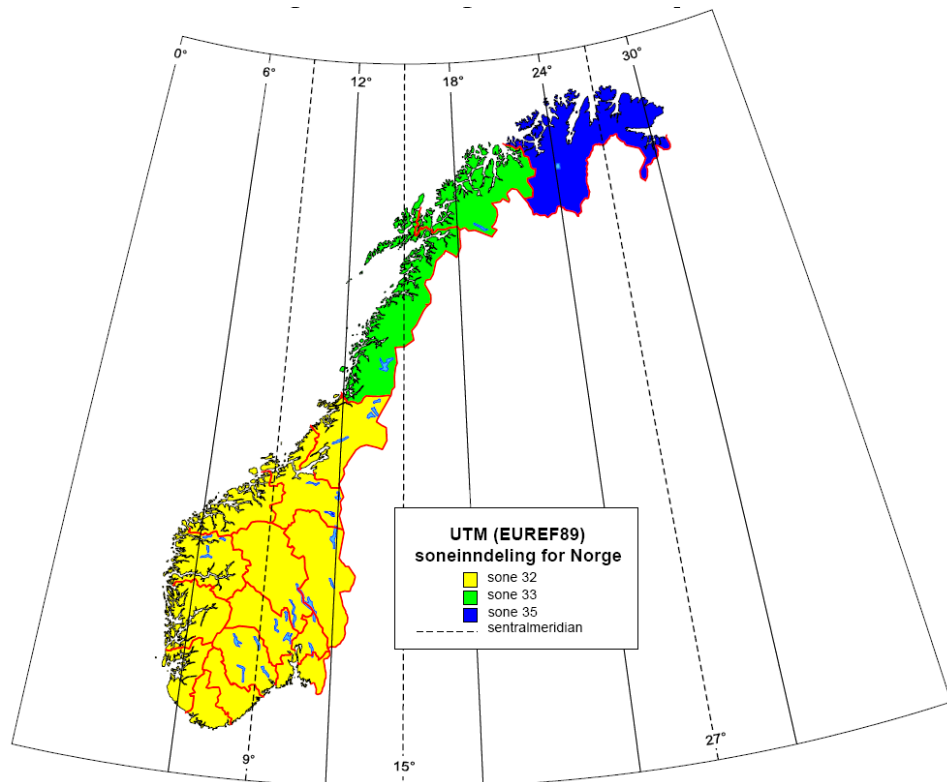 0°
6°
12°
18°
24°
30°
UTM (EUREF89)
soneinndeling for Norge
sone 32
sone 33
sone 35
sentralmeridian
9°
15°
27°